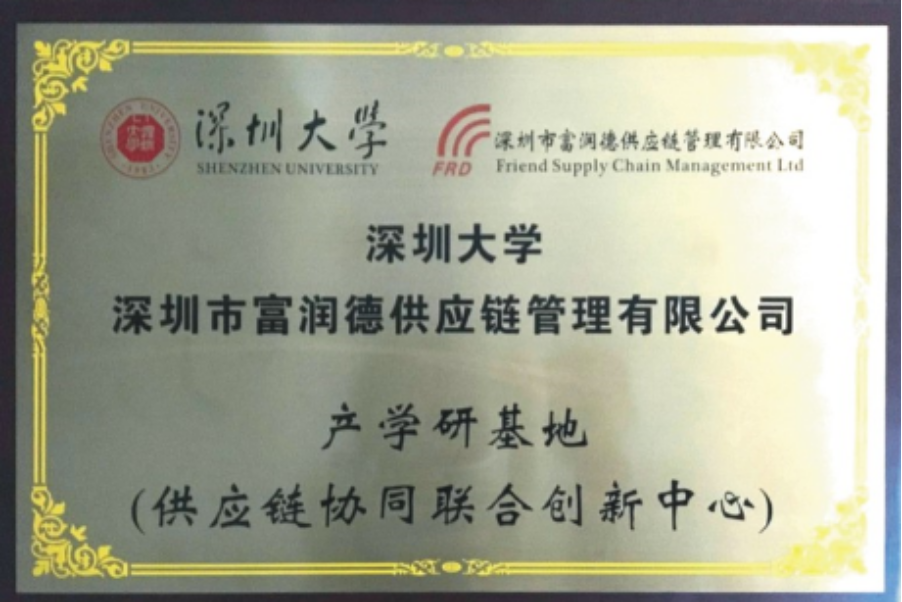 深圳大學
SHENZHEN UNIVERSITY
FRD
深圳市富润德供应链管理有限公司
Friend Supply Chain Management Ltd
深圳大学
深圳市富润德供应链管理有限公司
产学研基地
(供应链协同联合创新中心)